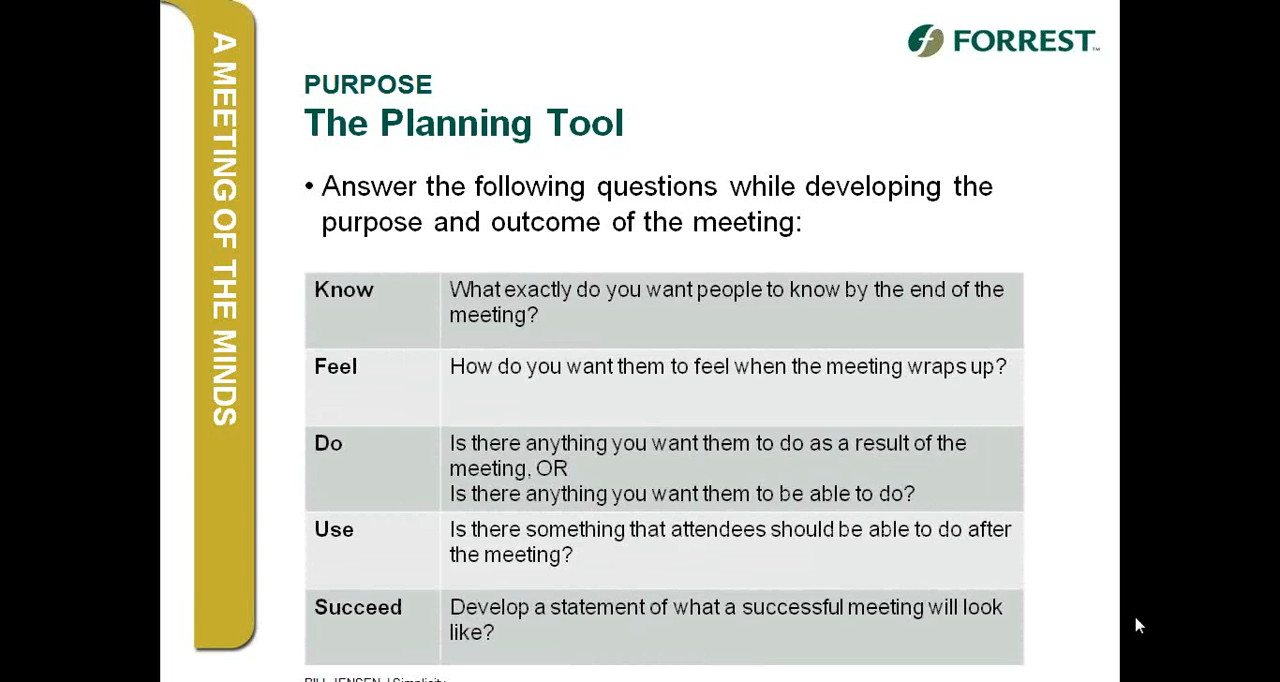 A MEETING OF THE MINDS
FORREST™
PURPOSE
The Planning Tool
• Answer the following questions while developing the
purpose and outcome of the meeting:
Know
What exactly do you want people to know by the end of the
meeting?
Feel
How do you want them to feel when the meeting wraps up?
Do
Is there anything you want them to do as a result of the
meeting, OR
Is there anything you want them to be able to do?
Use
Is there something that attendees should be able to do after
the meeting?
Succeed
Develop a statement of what a successful meeting will look
like?
BILL JENSEN / Simplicity